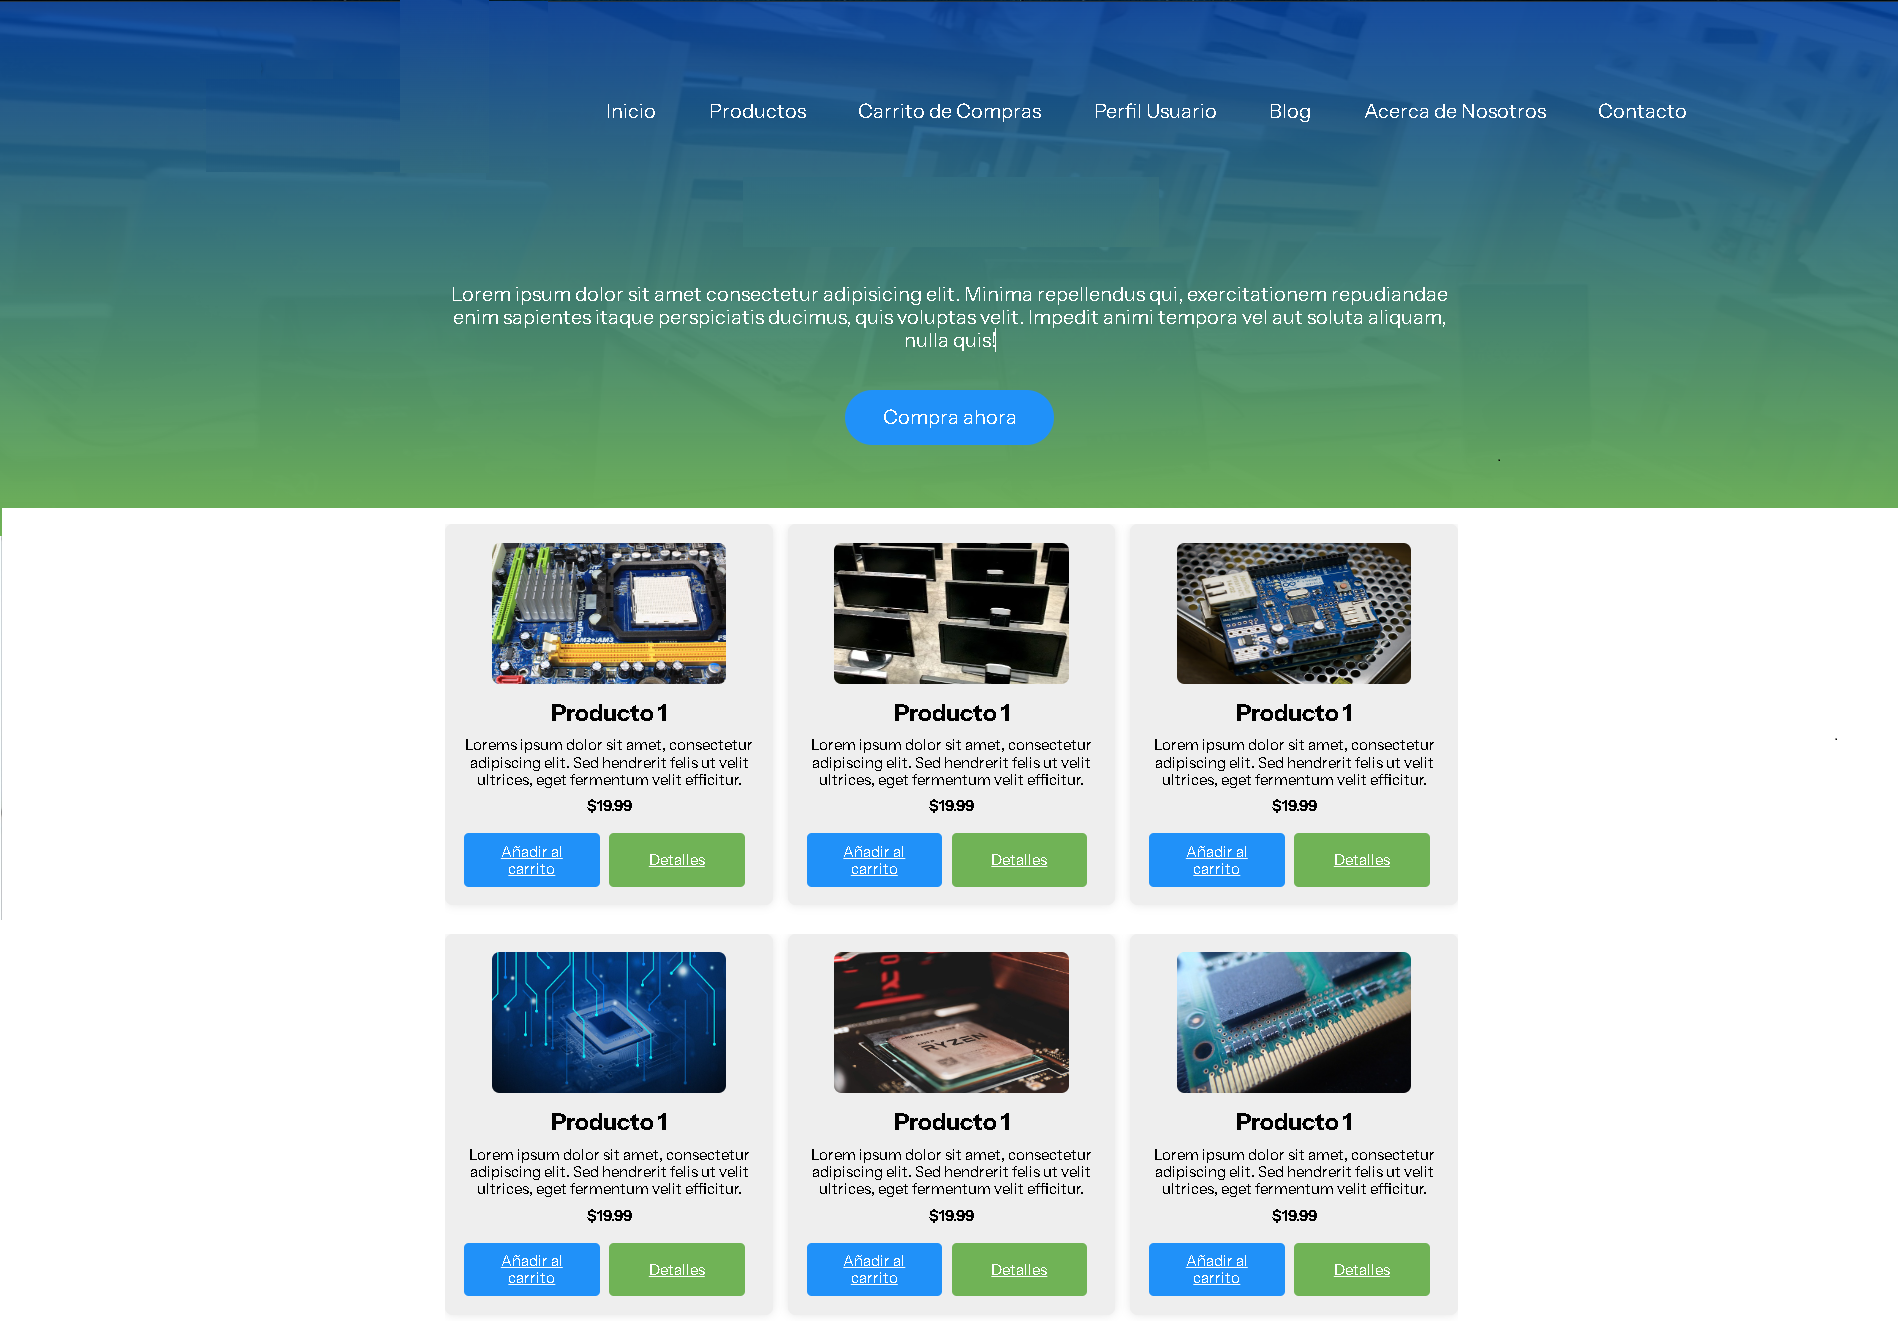 Inicio Productos Carrito de Compras Perfil Usuario Blog Acerca de Nosotros Contacto
Lorem ipsum dolor sit amet consectetur adipisicing elit. Minima repellendus qui, exercitationem repudiandae
enim sapientes itaque perspiciatis ducimus, quis voluptas velit. Impedit animi tempora vel aut soluta aliquam,
nulla quis!
Compra ahora
AM2+/AM3
Producto 1
Lorems ipsum dolor sit amet, consectetur
adipiscing elit. Sed hendrerit felis ut velit
ultrices, eget fermentum velit efficitur.
$19.99
Añadir al
carrito
Detalles
Producto 1
Lorem ipsum dolor sit amet, consectetur
adipiscing elit. Sed hendrerit felis ut velit
ultrices, eget fermentum velit efficitur.
$19.99
Añadir al
carrito
Detalles
Producto 1
Lorem ipsum dolor sit amet, consectetur
adipiscing elit. Sed hendrerit felis ut velit
ultrices, eget fermentum velit efficitur.
$19.99
Añadir al
carrito
Detalles
Producto 1
Lorem ipsum dolor sit amet, consectetur
adipiscing elit. Sed hendrerit felis ut velit
ultrices, eget fermentum velit efficitur.
$19.99
Añadir al
carrito
Detalles
RYZEN
Producto 1
Lorem ipsum dolor sit amet, consectetur
adipiscing elit. Sed hendrerit felis ut velit
ultrices, eget fermentum velit efficitur.
$19.99
Añadir al
carrito
Detalles
Producto 1
Lorem ipsum dolor sit amet, consectetur
adipiscing elit. Sed hendrerit felis ut velit
ultrices, eget fermentum velit efficitur.
$19.99
Añadir al
carrito
Detalles